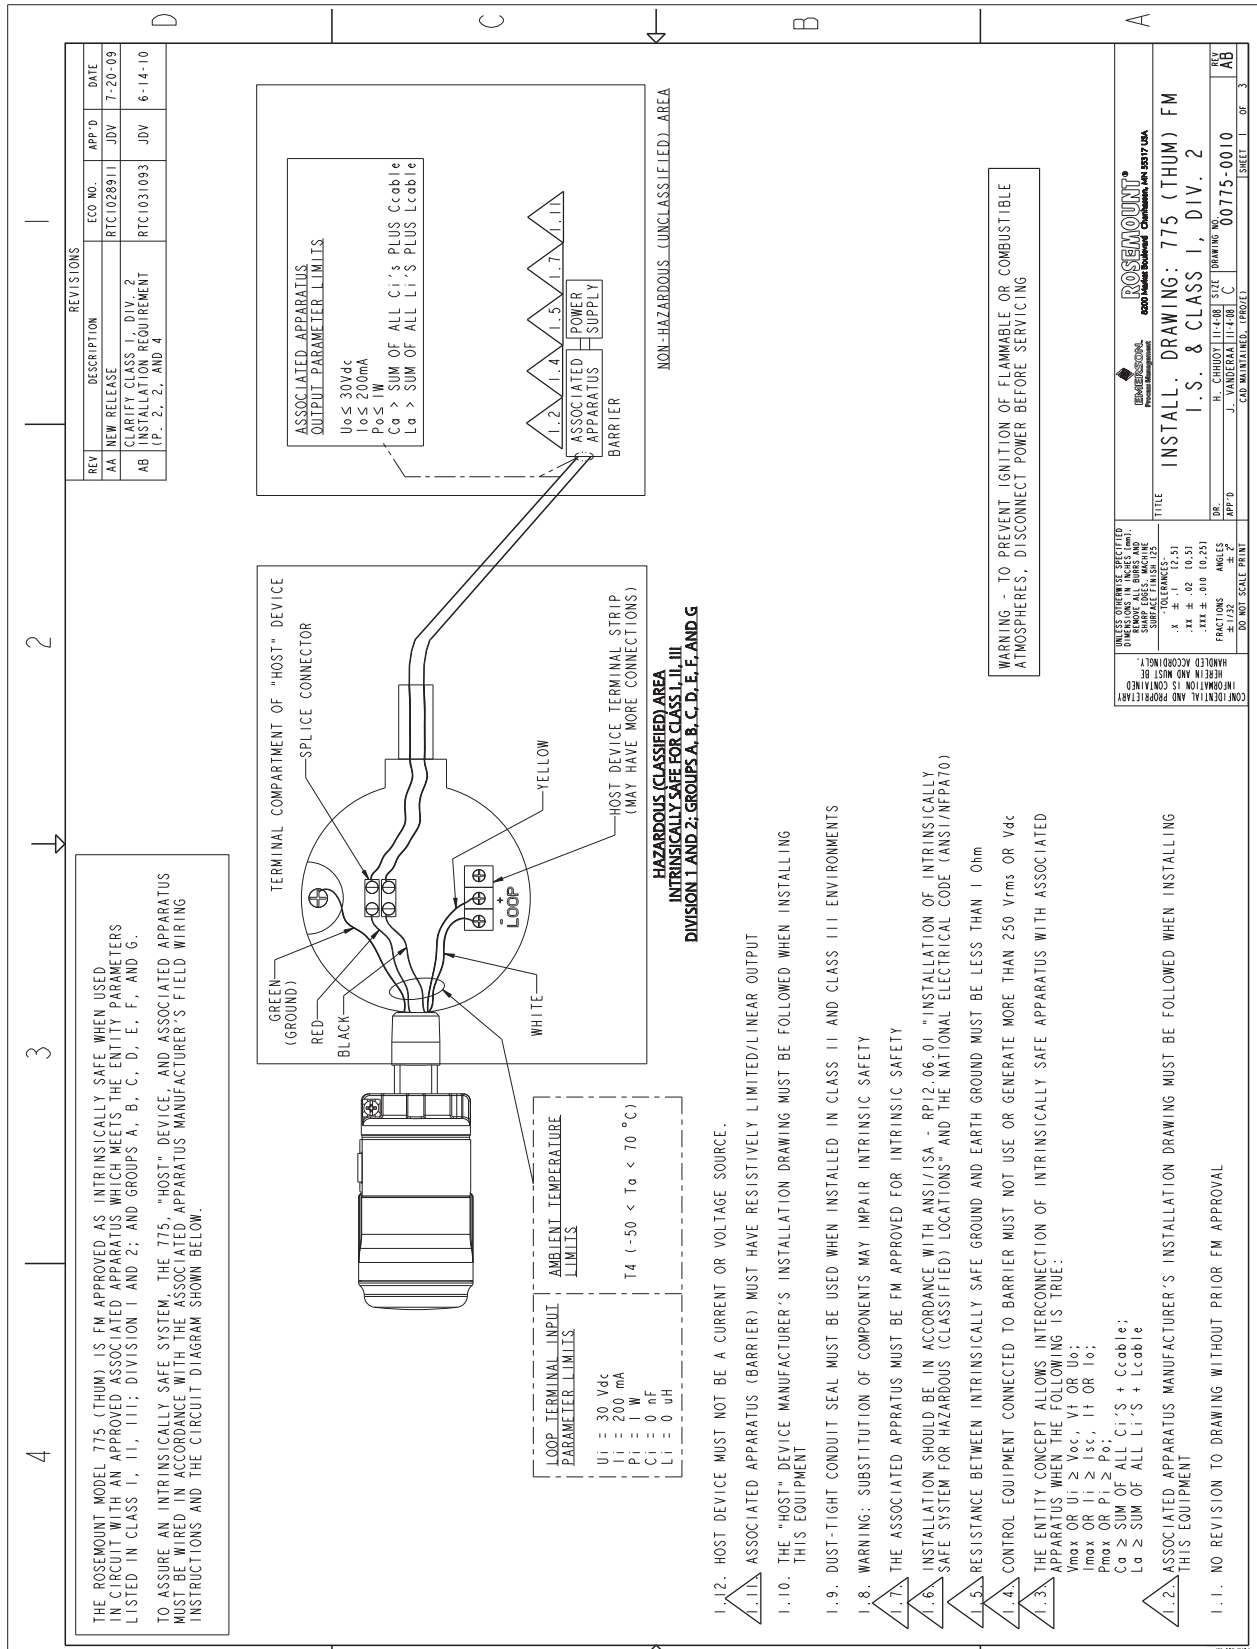 4
3
2
D
C
B
A
REVISIONS
REV DESCRIPTION ECO NO. APP'D DATE
AA NEW RELEASE RTC1028911 JDV 7-20-09
AB CLARIFY CLASS I, DIV. 2 RTC1031093 JDV 6-14-10
INSTALLATION REQUIREMENT
(P. 2, 2, AND 4
THE ROSEMOUNT MODEL 775 (THUM) IS FM APPROVED AS INTRINSICALLY SAFE WHEN USED
IN CIRCUIT WITH AN APPROVED ASSOCIATED APPARATUS WHICH MEETS THE ENTITY PARAMETERS
LISTED IN CLASS I, II, III; DIVISION I AND 2; AND GROUPS A, B, C, D, E, F, AND G.
TO ASSURE AN INTRINSICALLY SAFE SYSTEM, THE 775, "HOST" DEVICE, AND ASSOCIATED APPARATUS
MUST BE WIRED IN ACCORDANCE WITH THE ASSOCIATED APPARATUS MANUFACTURER'S FIELD WIRING
INSTRUCTIONS AND THE CIRCUIT DIAGRAM SHOWN BELOW.
TERMINAL COMPARTMENT OF "HOST" DEVICE
SPLICE CONNECTOR
GREEN
(GROUND)
RED
BLACK
WHITE
YELLOW
- +
LOOP
HOST DEVICE TERMINAL STRIP
(MAY HAVE MORE CONNECTIONS)
HAZARDOUS (CLASSIFIED) AREA
INTRINSICALLY SAFE FOR CLASS I, II, III
DIVISION 1 AND 2; GROUPS A, B, C, D, E, F, AND G
ASSOCIATED APPARATUS
OUTPUT PARAMETER LIMITS
Uo ≤ 30Vdc
Io ≤ 200mA
Po ≤ 1W
Ca > SUM OF ALL Ci's PLUS Ccable
La > SUM OF ALL Li'S PLUS Lcable
1.2 1.4 1.5 1.7 1.11
ASSOCIATED
APPARATUS
POWER
SUPPLY
BARRIER
NON-HAZARDOUS (UNCLASSIFIED) AREA
LOOP TERMINAL INPUT
PARAMETER LIMITS
Ui = 30 Vdc
Ii = 200 mA
Pi = 1 W
Ci = 0 nF
Li = 0 uH
AMBIENT TEMPERATURE
LIMITS
T4 (-50 < Ta < 70 °C)
1.12. HOST DEVICE MUST NOT BE A CURRENT OR VOLTAGE SOURCE.
1.11. ASSOCIATED APPARATUS (BARRIER) MUST HAVE RESISTIVELY LIMITED/LINEAR OUTPUT
1.10. THE "HOST" DEVICE MANUFACTURER'S INSTALLATION DRAWING MUST BE FOLLOWED WHEN INSTALLING
THIS EQUIPMENT
1.9. DUST-TIGHT CONDUIT SEAL MUST BE USED WHEN INSTALLED IN CLASS II AND CLASS III ENVIRONMENTS
1.8. WARNING: SUBSTITUTION OF COMPONENTS MAY IMPAIR INTRINSIC SAFETY
1.7. THE ASSOCIATED APPRATUS MUST BE FM APPROVED FOR INTRINSIC SAFETY
1.6. INSTALLATION SHOULD BE IN ACCORDANCE WITH ANSI/ISA - RP12.06.01 "INSTALLATION OF INTRINSICALLY
SAFE SYSTEM FOR HAZARDOUS (CLASSIFIED) LOCATIONS" AND THE NATIONAL ELECTRICAL CODE (ANSI/NFPA70)
1.5. RESISTANCE BETWEEN INTRINSICALLY SAFE GROUND AND EARTH GROUND MUST BE LESS THAN 1 Ohm
1.4. CONTROL EQUIPMENT CONNECTED TO BARRIER MUST NOT USE OR GENERATE MORE THAN 250 Vrms OR Vdc
1.3. THE ENTITY CONCEPT ALLOWS INTERCONNECTION OF INTRINSICALLY SAFE APPARATUS WITH ASSOCIATED
APPARATUS WHEN THE FOLLOWING IS TRUE:
Vmax OR Ui ≥ Voc, Vt OR Uo;
Imax OR Ii ≥ Isc, It OR Io;
Pmax OR Pi ≥ Po;
Ca ≥ SUM OF ALL Ci'S + Ccable;
La ≥ SUM OF ALL Li'S + Lcable
1.2. ASSOCIATED APPARATUS MANUFACTURER'S INSTALLATION DRAWING MUST BE FOLLOWED WHEN INSTALLING
THIS EQUIPMENT
1.1. NO REVISION TO DRAWING WITHOUT PRIOR FM APPROVAL
WARNING - TO PREVENT IGNITION OF FLAMMABLE OR COMBUSTIBLE
ATMOSPHERES, DISCONNECT POWER BEFORE SERVICING
CONFIDENTIAL AND PROPRIETARY
INFORMATION IS CONTAINED
HEREIN AND MUST BE
HANDLED ACCORDINGLY.
UNLESS OTHERWISE SPECIFIED
DIMENSIONS IN INCHES [mm].
REMOVE ALL BURRS AND
SHARP EDGES. MACHINE
SURFACE FINISH 125
-TOLERANCES-
.X ± .1 [2,5]
.XX ± .02 [0,5]
.XXX ± .010 [0,25]
FRACTIONS ANGLES
± 1/32 ± 2°
DO NOT SCALE PRINT
EMERSON.
Process Management
ROSEMOUNT®
8200 Market Boulevard Chanhassen, MN 55317 USA
TITLE
INSTALL. DRAWING: 775 (THUM) FM
I.S. & CLASS I, DIV. 2
DR. H. CHHUOY 11-4-08
APP'D J. VANDERAA 11-4-08
SIZE C
DRAWING NO. 00775-0010
REV AB
CAD MAINTAINED, (PRO/E)
SHEET 1 OF 3